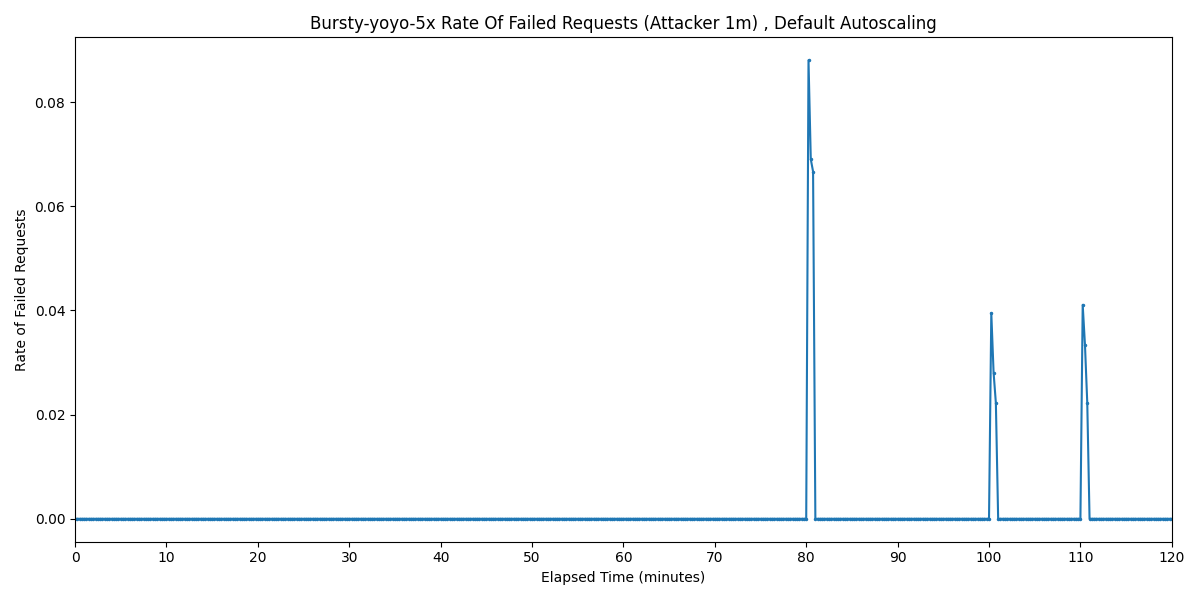 Bursty-yoyo-5x Rate Of Failed Requests (Attacker 1m) , Default Autoscaling
Rate of Failed Requests
0.08
0.06
0.04
0.02
0.00
0 10 20 30 40 50 60 70 80 90 100 110 120
Elapsed Time (minutes)